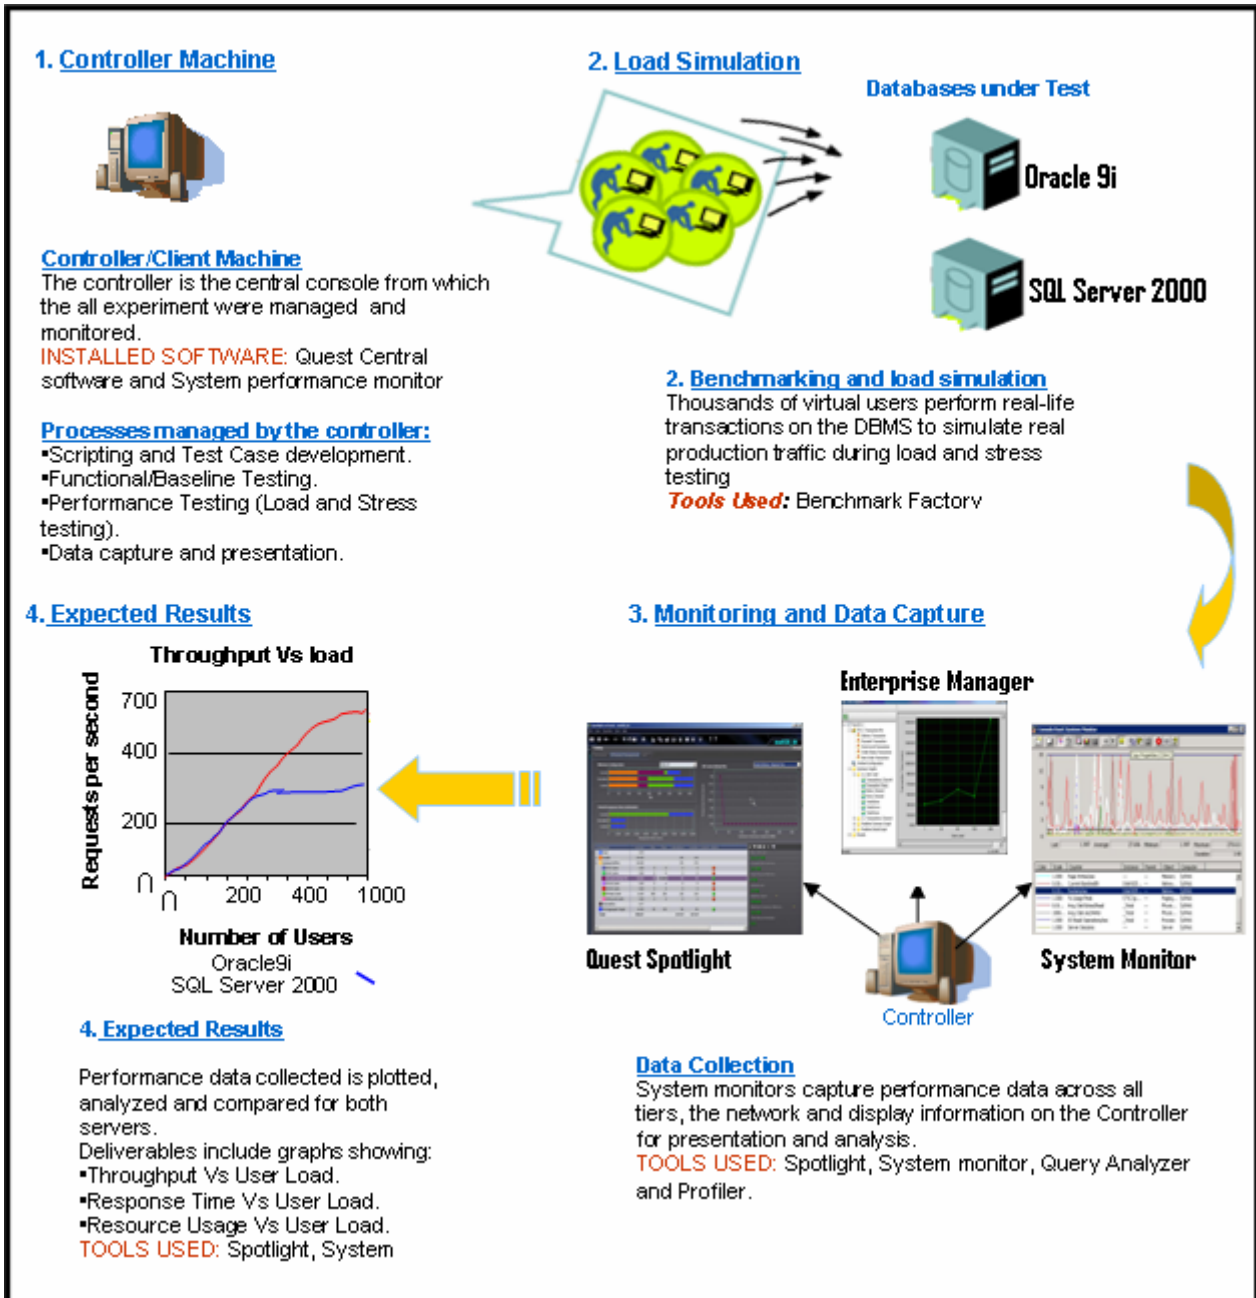 1. Controller Machine
2. Load Simulation
Databases under Test
Oracle 9i
SQL Server 2000
Controller/Client Machine
The controller is the central console from which
the all experiment were managed and
monitored.
INSTALLED SOFTWARE: Quest Central
software and System performance monitor
Processes managed by the controller:
▪Scripting and Test Case development.
▪Functional/Baseline Testing.
▪Performance Testing (Load and Stress
testing).
▪Data capture and presentation.
2. Benchmarking and load simulation
Thousands of virtual users perform real-life
transactions on the DBMS to simulate real
production traffic during load and stress
testing
Tools Used: Benchmark Factory
4. Expected Results
Throughput Vs load
Requests per second
700
400
200
0
0
200
400
1000
Number of Users
Oracle9i
SQL Server 2000
3. Monitoring and Data Capture
Enterprise Manager
Quest Spotlight
System Monitor
Controller
4. Expected Results
Performance data collected is plotted,
analyzed and compared for both
servers.
Deliverables include graphs showing:
▪Throughput Vs User Load.
▪Response Time Vs User Load.
▪Resource Usage Vs User Load.
TOOLS USED: Spotlight, System
Data Collection
System monitors capture performance data across all
tiers, the network and display information on the Controller
for presentation and analysis.
TOOLS USED: Spotlight, System monitor, Query Analyzer
and Profiler.